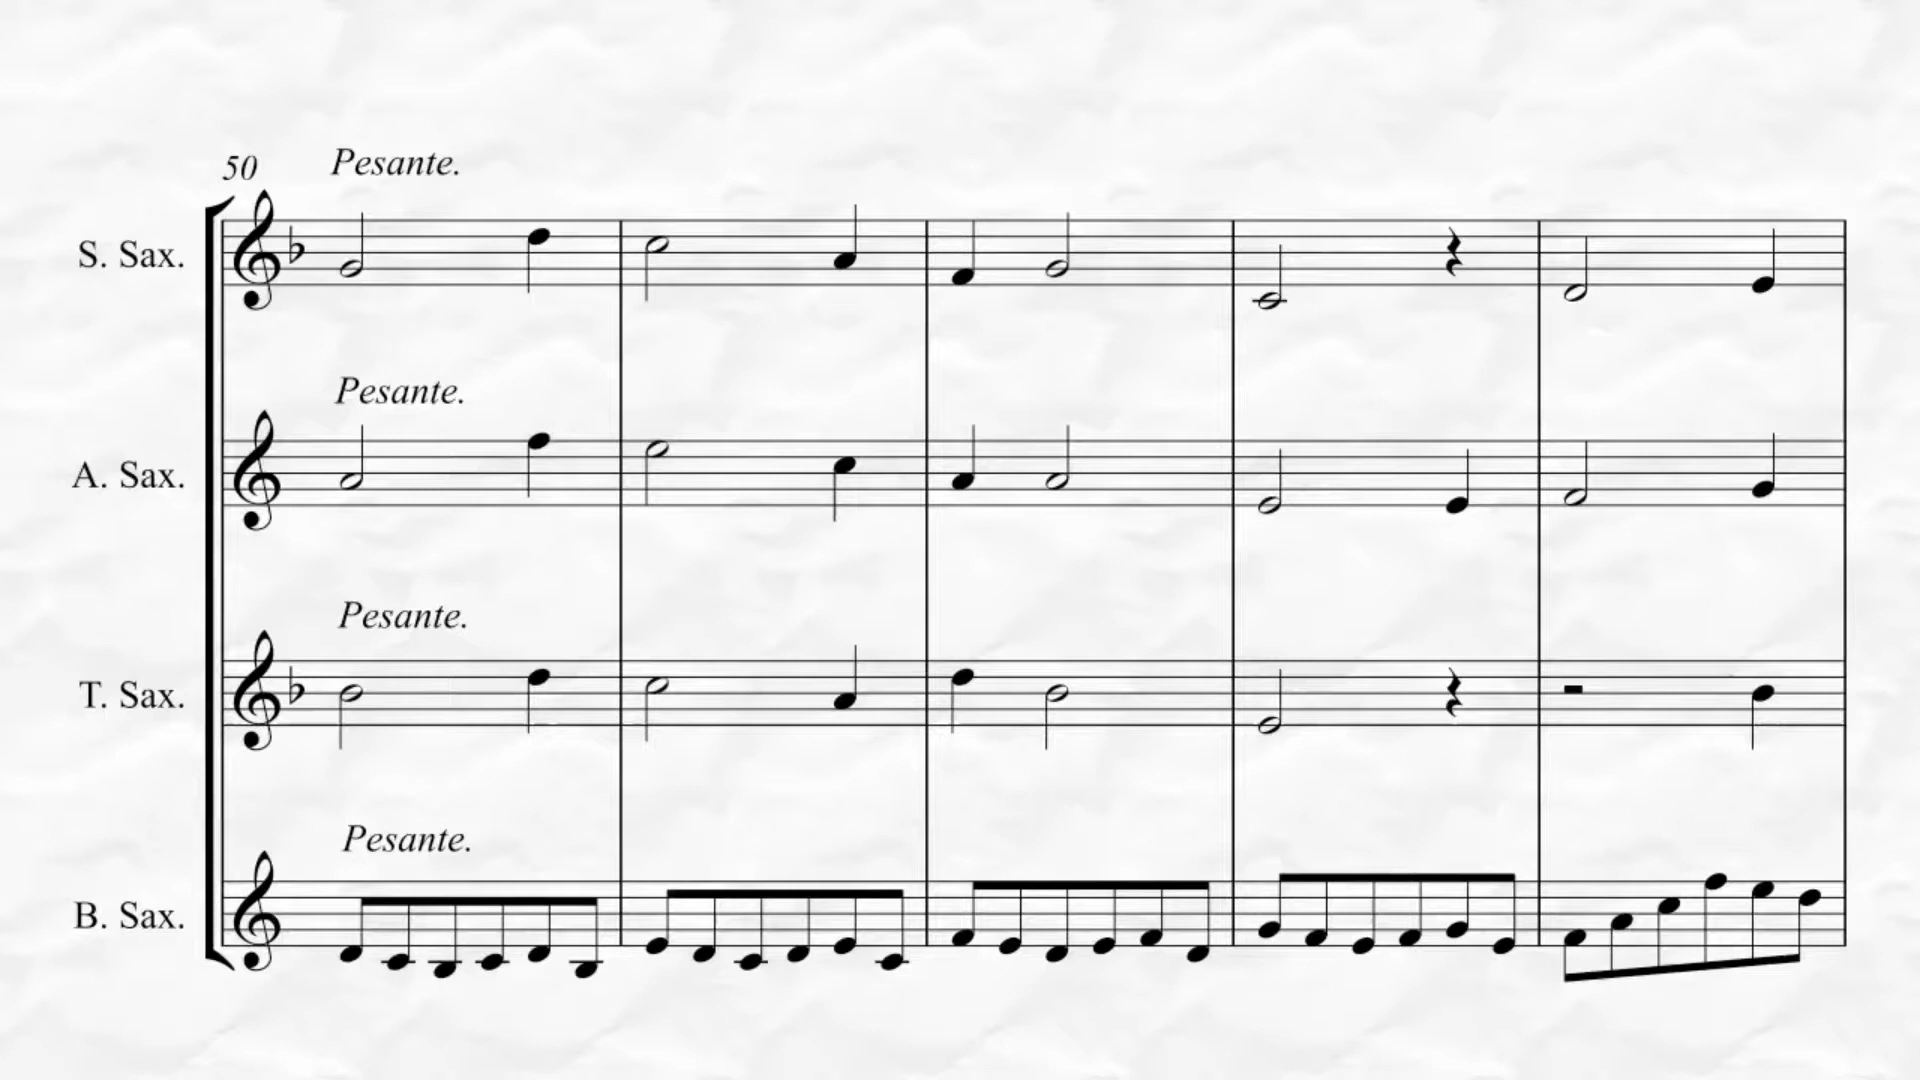 50 Pesante.
S. Sax.
Pesante.
A. Sax.
Pesante.
T. Sax.
Pesante.
B. Sax.